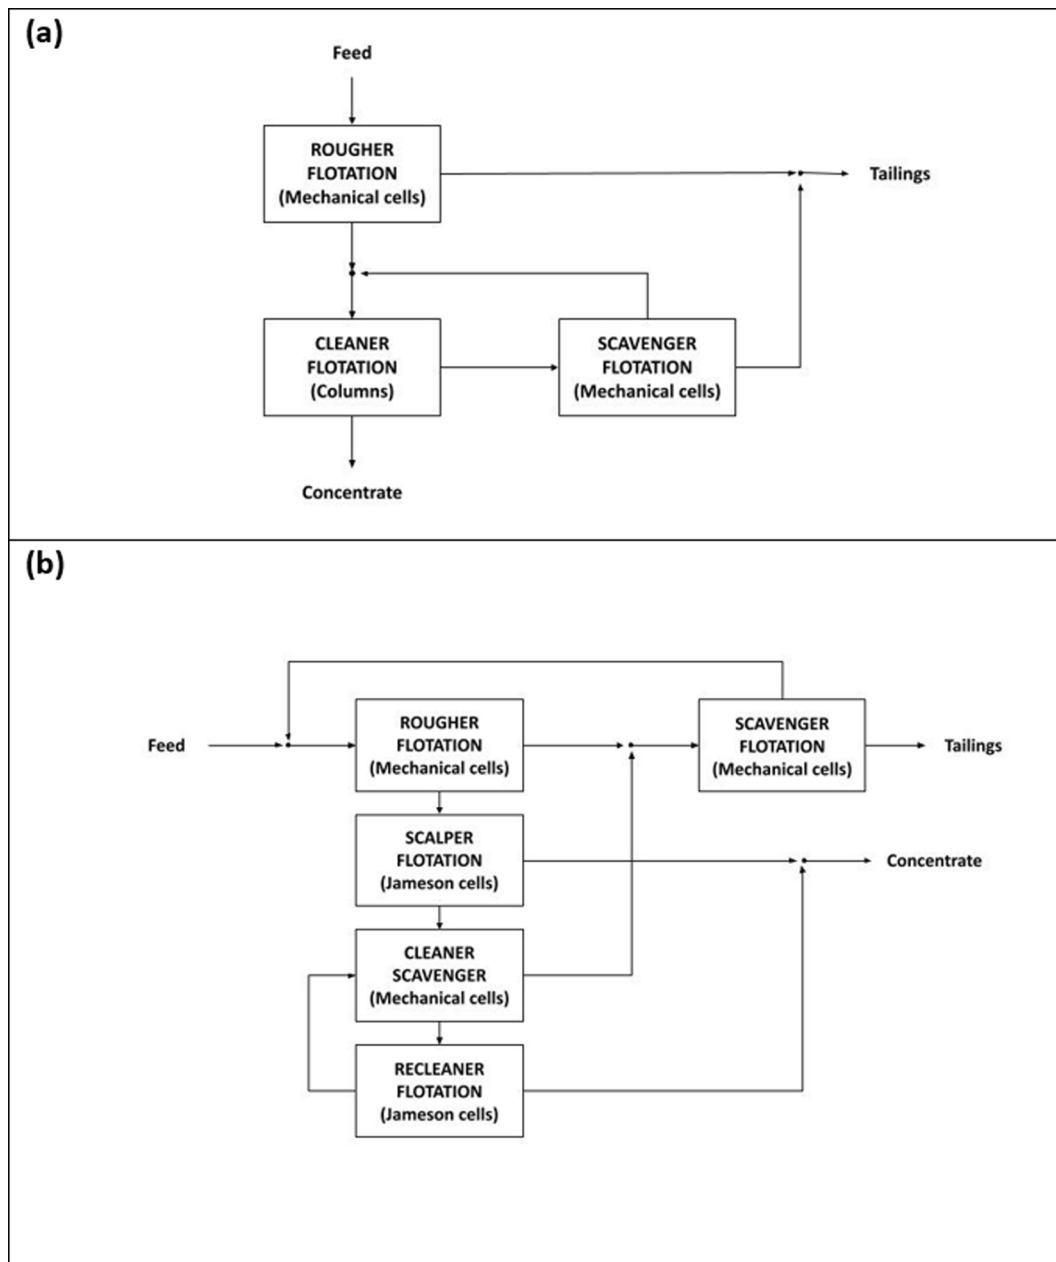 (a)
Feed
ROUGHER
FLOTATION
(Mechanical cells)
Tailings
CLEANER
FLOTATION
(Columns)
SCAVENGER
FLOTATION
(Mechanical cells)
Concentrate
(b)
Feed
ROUGHER
FLOTATION
(Mechanical cells)
SCAVENGER
FLOTATION
(Mechanical cells)
Tailings
SCALPER
FLOTATION
(Jameson cells)
Concentrate
CLEANER
SCAVENGER
(Mechanical cells)
RECLEANER
FLOTATION
(Jameson cells)